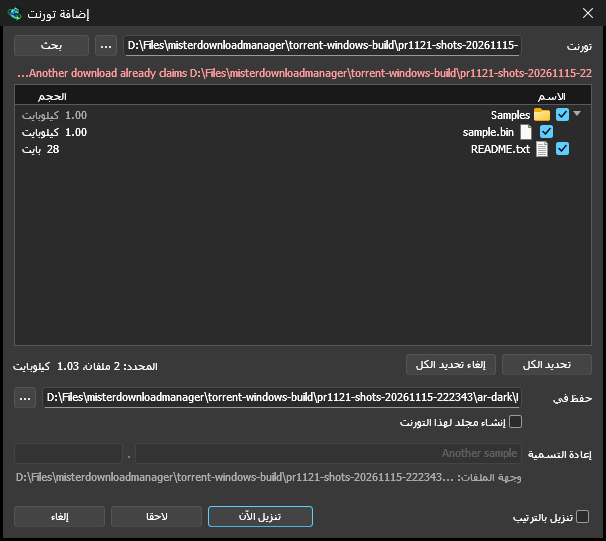 إضافة تورنت
تورنت D:\Files\misterdownloadmanager\torrent-windows-build\pr1121-shots-20261115- ... بحث
...Another download already claims D:\Files\misterdownloadmanager\torrent-windows-build\pr1121-shots-20261115-22
الاسم الحجم
Samples 1.00 كيلوبايت
sample.bin 1.00 كيلوبايت
README.txt 28 بايت
تحديد الكل إلغاء تحديد الكل المحدد: 2 ملفات، 1.03 كيلوبايت
حفظ في D:\Files\misterdownloadmanager\torrent-windows-build\pr1121-shots-20261115-222343\ar-dark\ ...
إنشاء مجلد لهذا التورنت
إعادة التسمية Another sample .
وجهة الملفات: D:\Files\misterdownloadmanager\torrent-windows-build\pr1121-shots-20261115-222343...
تنزيل بالترتيب تنزيل الآن لاحقا إلغاء